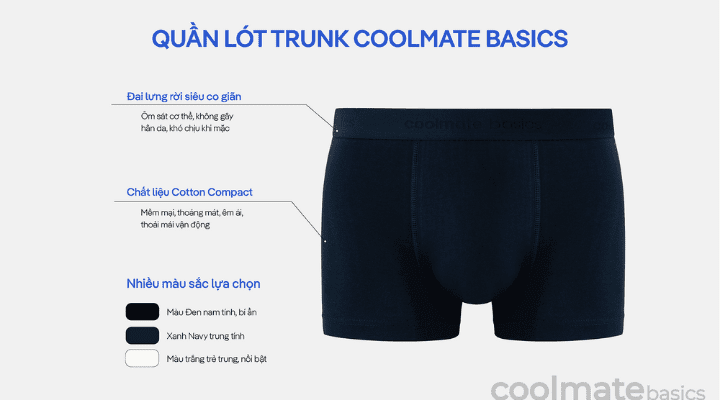 QUẦN LÓT TRUNK COOLMATE BASICS
Đai lưng rời siêu co giãn
Ôm sát cơ thể, không gây
hằn da, khó chịu khi mặc
coolmate basics
Chất liệu Cotton Compact
Mềm mại, thoáng mát, êm ái,
thoải mái vận động
Nhiều màu sắc lựa chọn
Màu Đen nam tính, bí ẩn
Xanh Navy trung tính
Màu trắng trẻ trung, nổi bật
coolmate basics